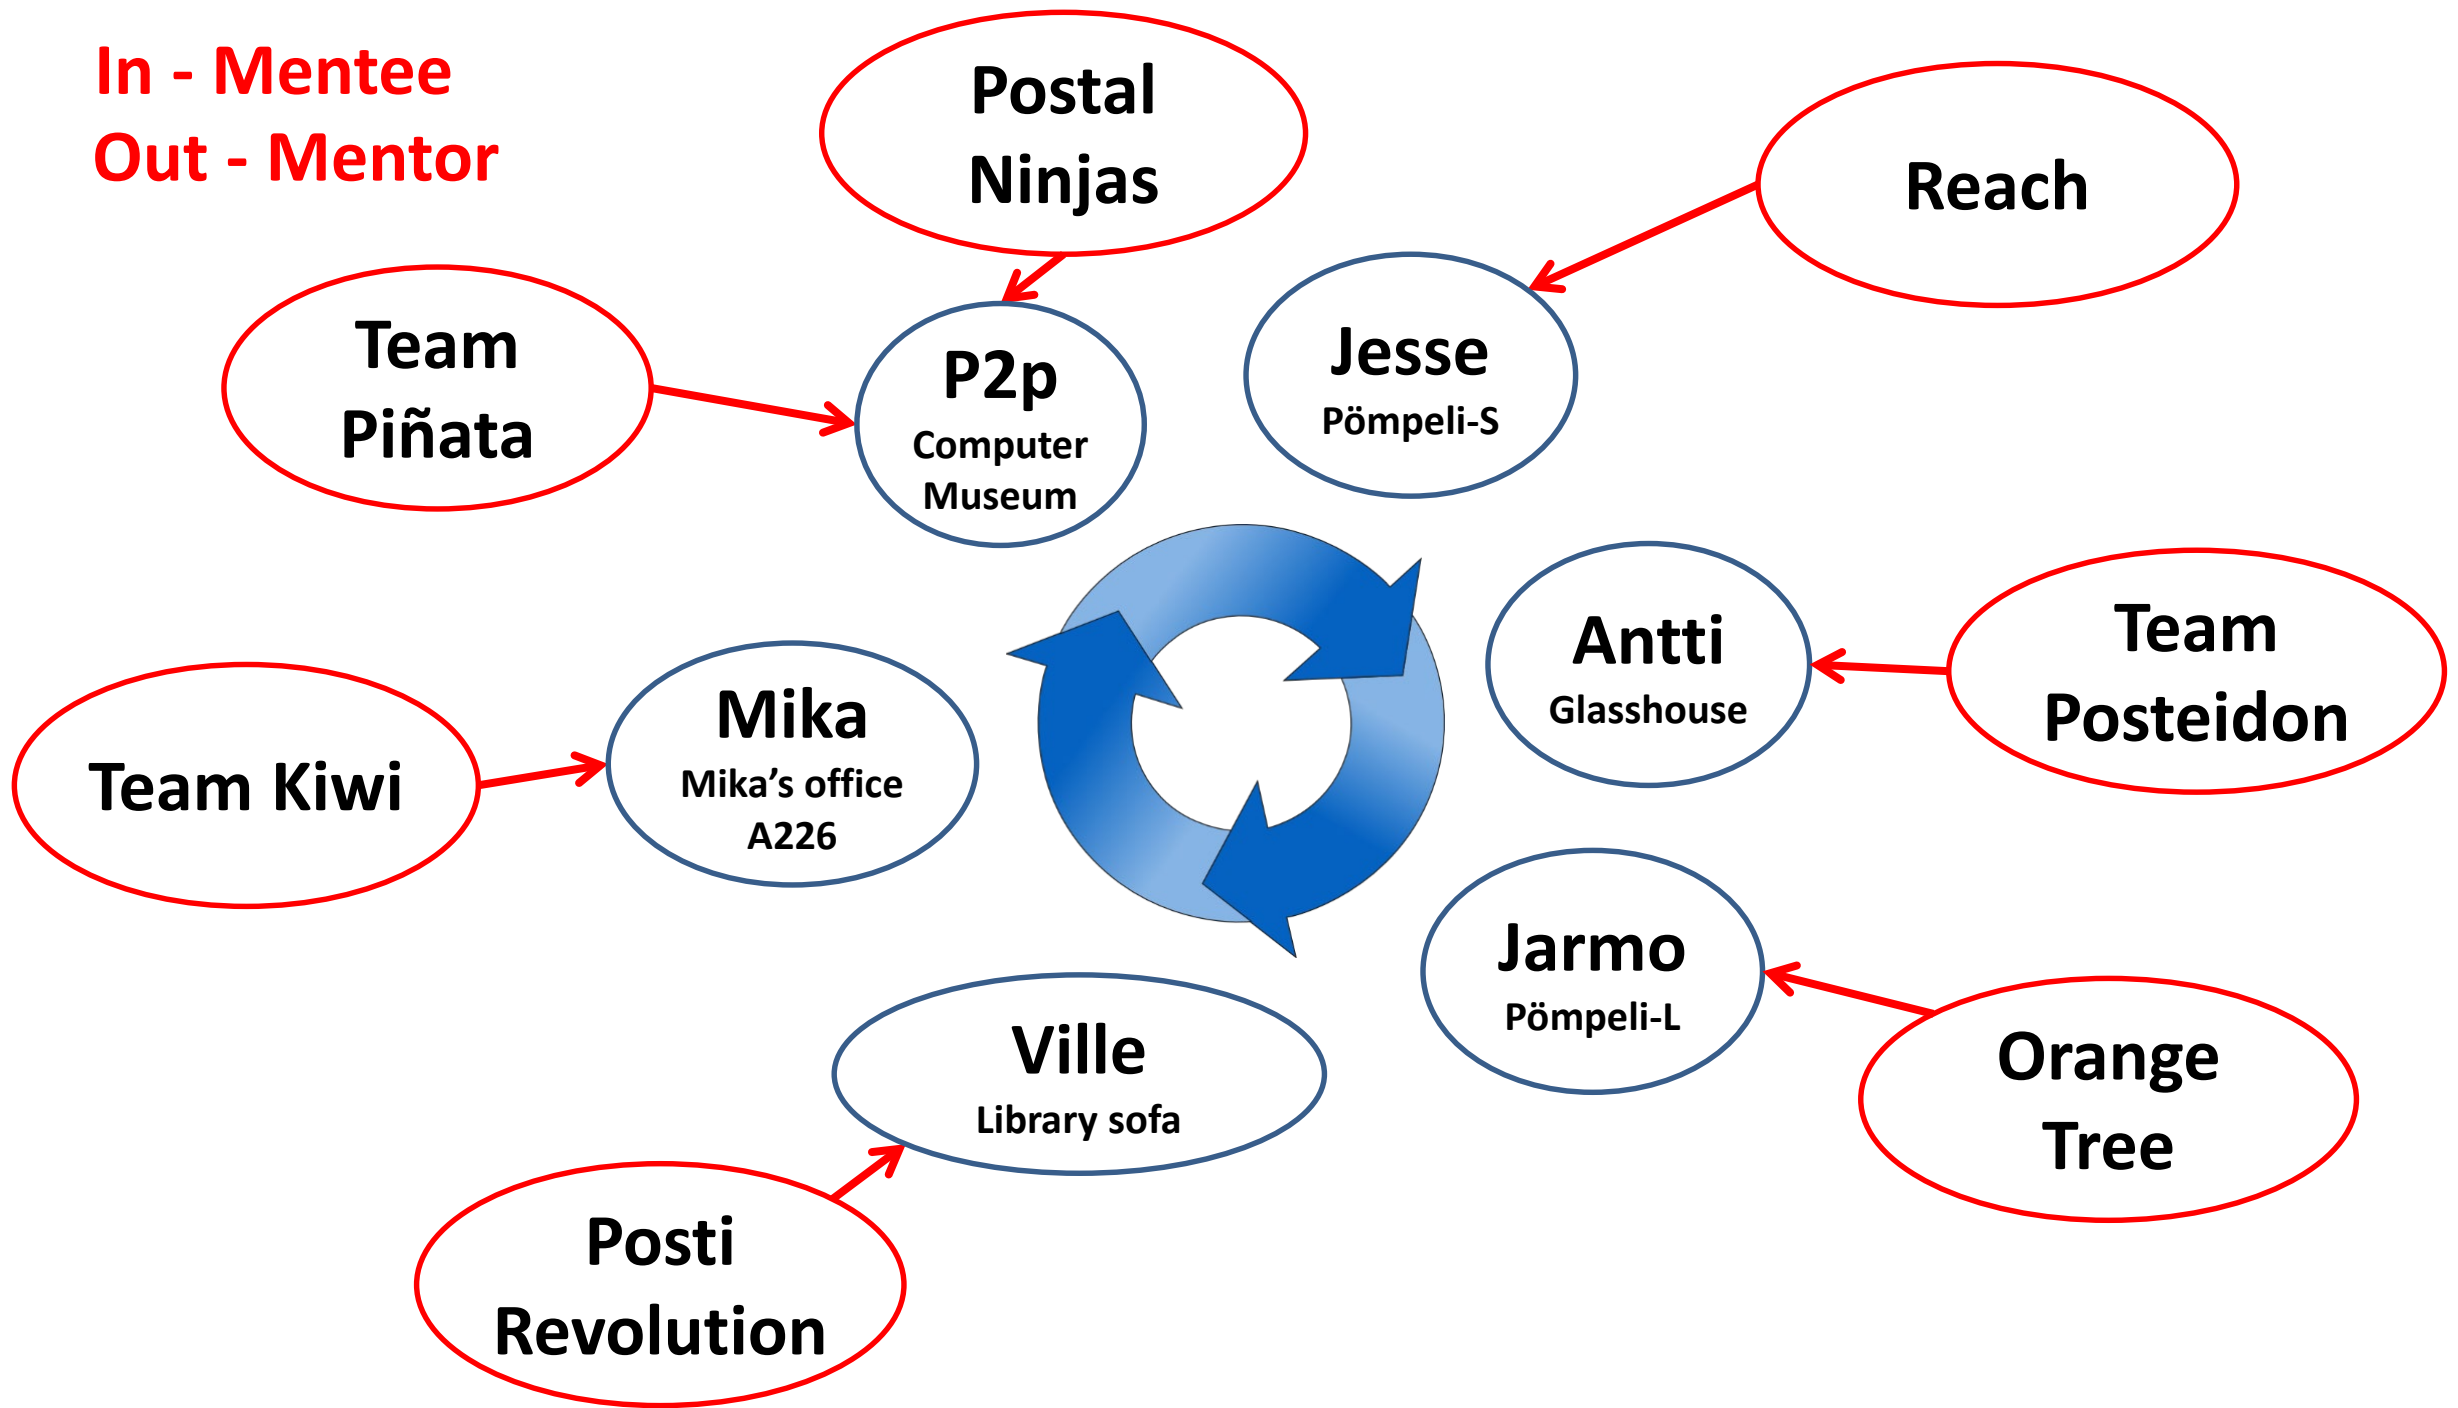 In - Mentee
Out - Mentor
Postal
Ninjas
Reach
Team
Piñata
P2p
Computer
Museum
Jesse
Pömpeli-S
Antti
Glasshouse
Team
Posteidon
Mika
Mika’s office
A226
Team Kiwi
Jarmo
Pömpeli-L
Orange
Tree
Ville
Library sofa
Posti
Revolution